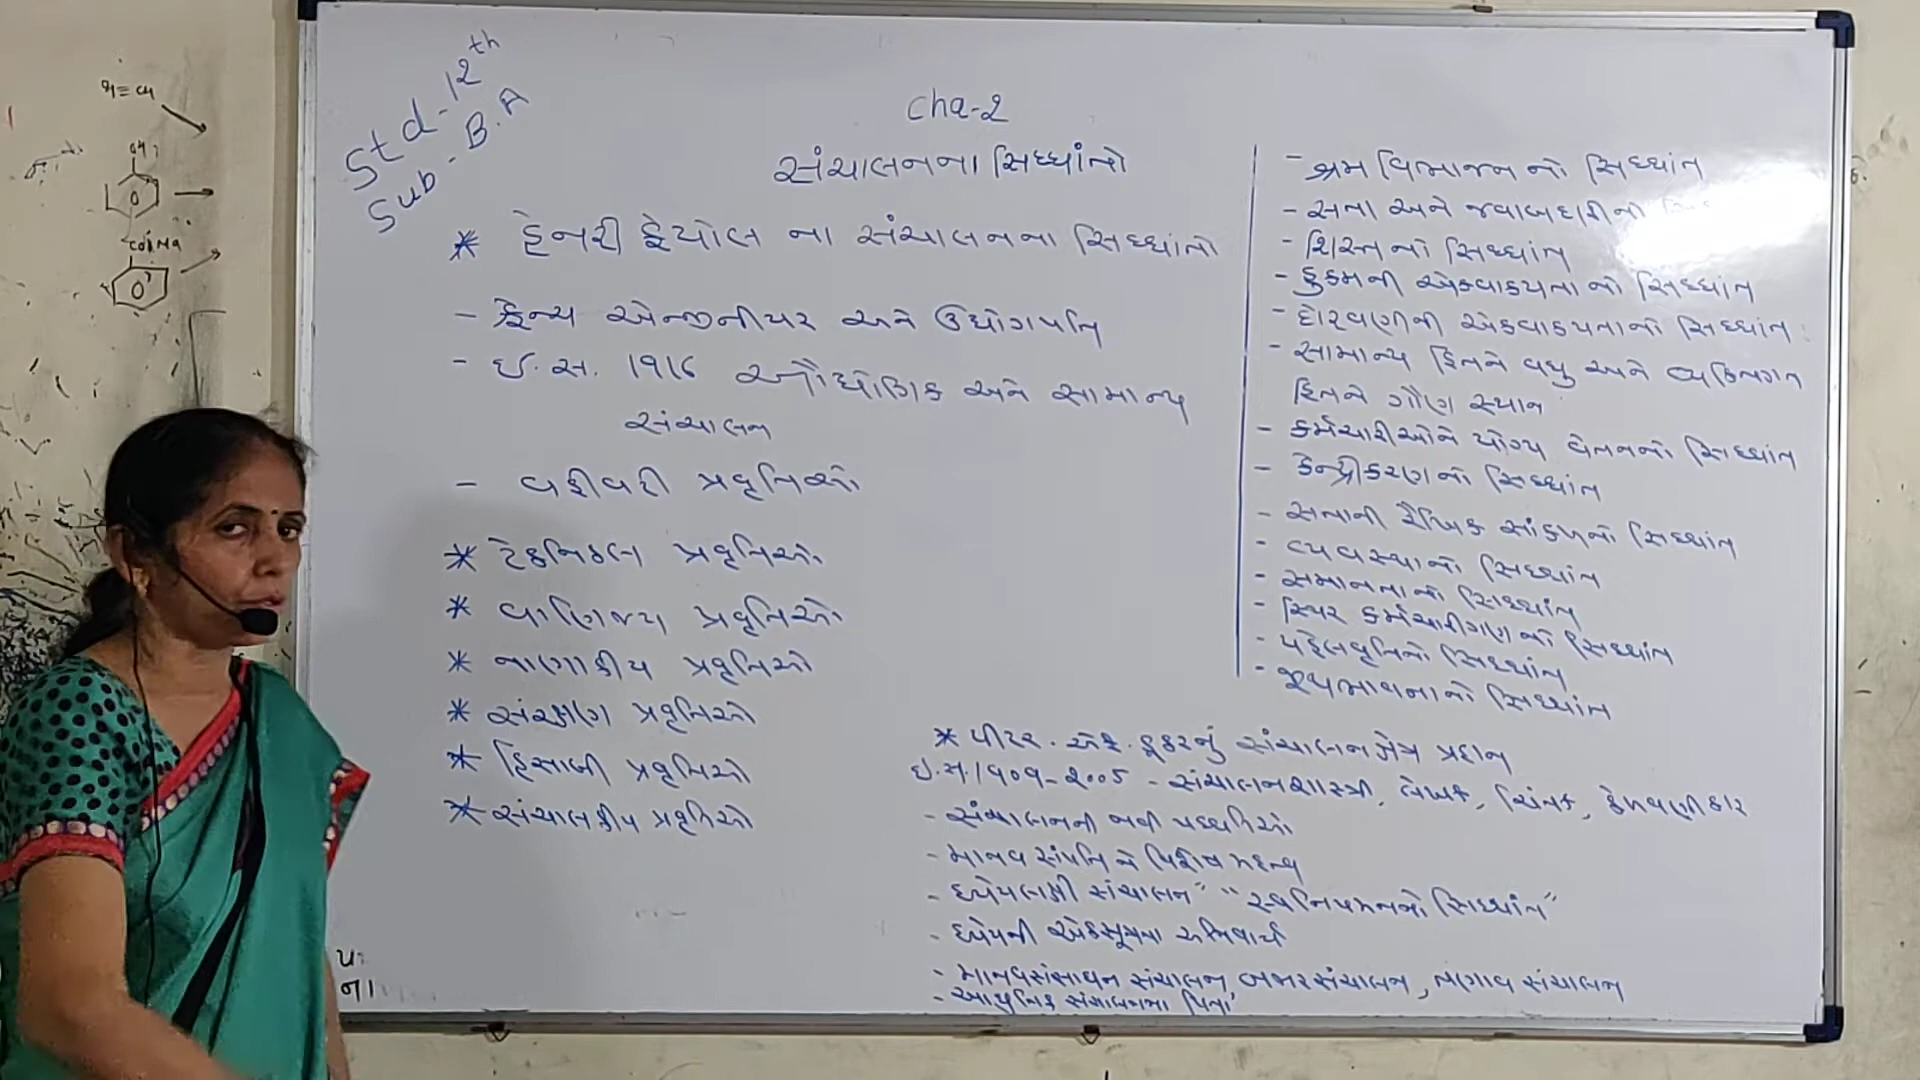 Std-12th
Sub-B.A
Cha-2
સંચાલનના સિધ્ધાંતો
* હેનરી ફેયોલ ના સંચાલનના સિધ્ધાંતો
- ફ્રેન્ચ એન્જીનીયર અને ઉદ્યોગપતિ
- ઈ.સ. ૧૯૧૬ ઔદ્યોગિક અને સામાન્ય
સંચાલન
- વહીવટી પ્રવૃતિઓ
* ટેકનિકલ પ્રવૃતિઓ
* વાણિજ્ય પ્રવૃતિઓ
* નાણાકીય પ્રવૃતિઓ
* સંરક્ષણ પ્રવૃતિઓ
* હિસાબી પ્રવૃતિઓ
* સંચાલકીય પ્રવૃતિઓ
- શ્રમ વિભાજનનો સિધ્ધાંત
- સતા અને જવાબદારીનો
- શિસ્તનો સિધ્ધાંત
- હુકમની એકવાક્યતાનો સિધ્ધાંત
- દોરવણીની એકવાક્યતાનો સિધ્ધાંત
- સામાન્ય હિતને વધુ અને વ્યક્તિગત
હિતને ગૌણ સ્થાન
- કર્મચારીઓને યોગ્ય વેતનનો સિધ્ધાંત
- કેન્દ્રીકરણનો સિધ્ધાંત
- સતાની રૈખિક સાંકળનો સિધ્ધાંત
- વ્યવસ્થાનો સિધ્ધાંત
- સમાનતાનો સિધ્ધાંત
- સ્થિર કર્મચારીગણનો સિધ્ધાંત
- પહેલવૃતિનો સિધ્ધાંત
- જૂથભાવનાનો સિધ્ધાંત
* પીટર. એફ. ડ્રકરનું સંચાલનક્ષેત્રે પ્રદાન
ઈ.સ.૧૯૦૯-૨૦૦૫ - સંચાલનશાસ્ત્રી, લેખક, ચિંતક, કેળવણીકાર
- સંચાલનની નવી પધ્ધતિઓ
- માનવ સંપતિને વિશેષ મહત્વ
- ધ્યેયલક્ષી સંચાલન" "સ્વનિયમનનો સિધ્ધાંત"
- ધ્યેયની એકસૂત્રતા અનિવાર્ય
- માનવસંસાધન સંચાલન, બજારસંચાલન, નાણાવ સંચાલન
- આધુનિક સંચાલનના પિતા'